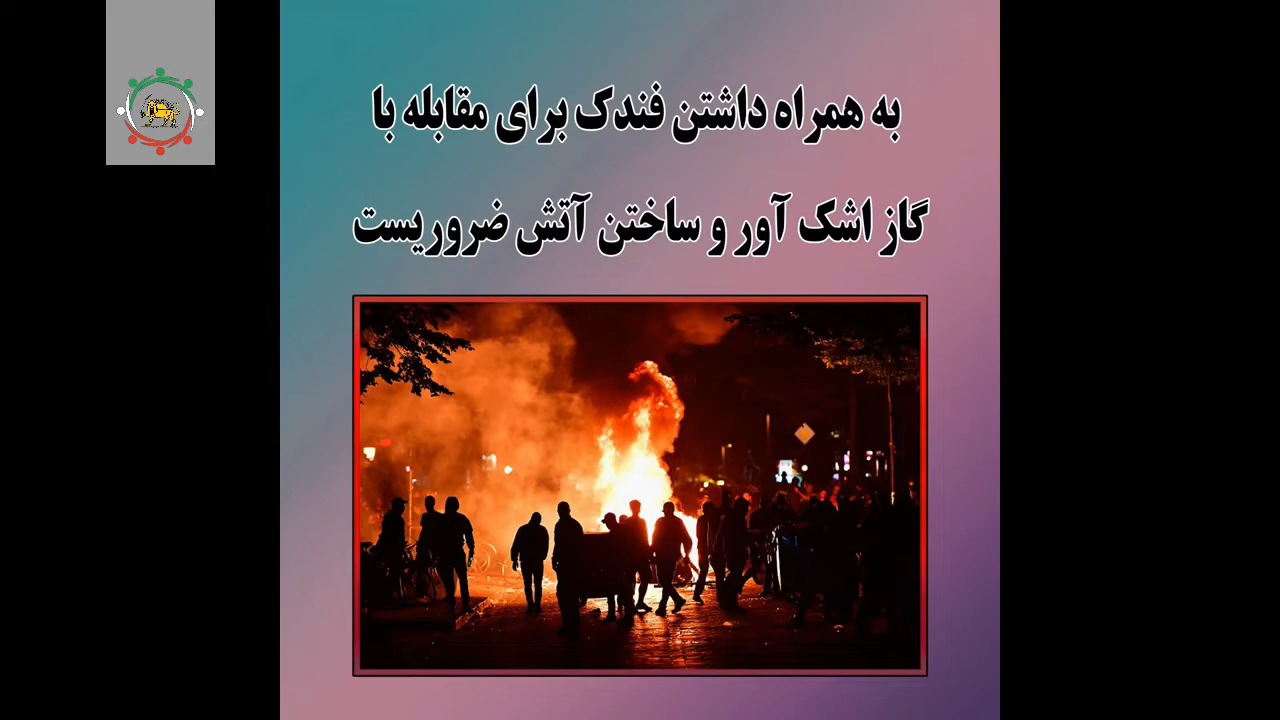 به همراه داشتن فندک برای مقابله با
گاز اشک آور و ساختن آتش ضروریست